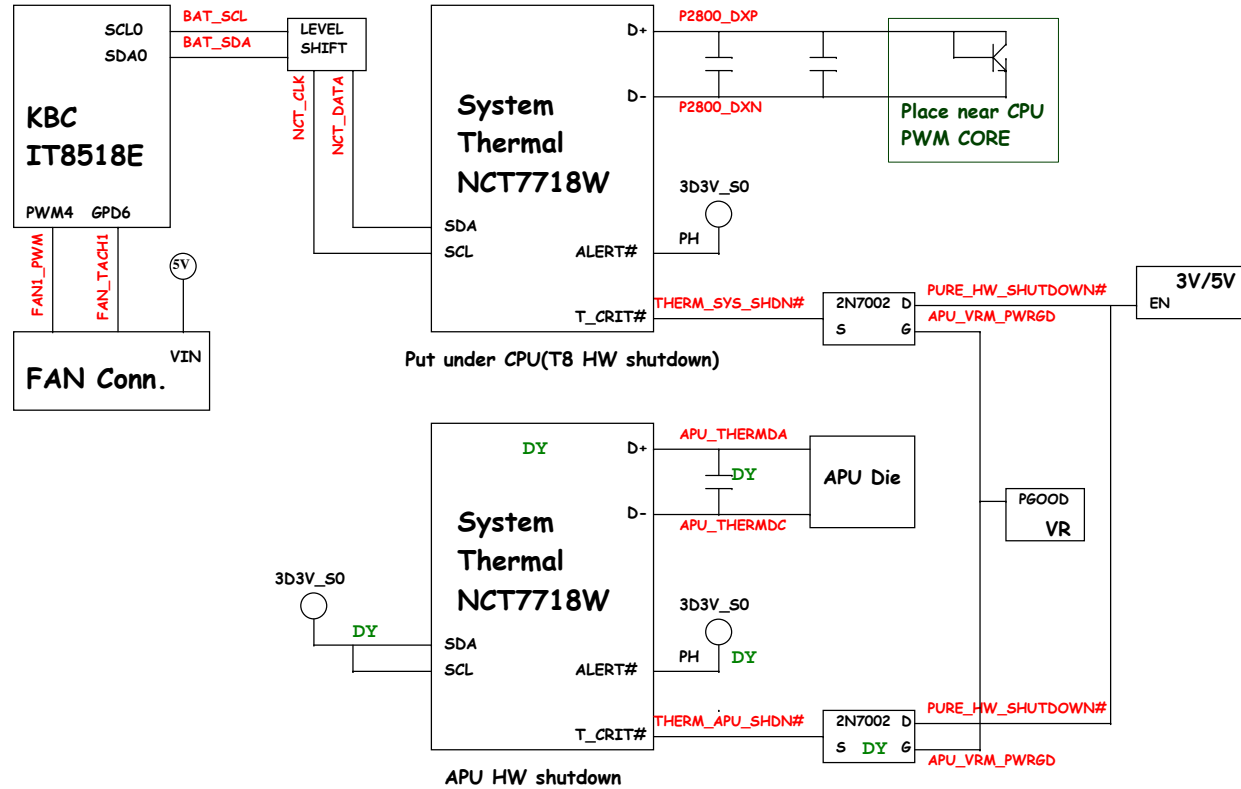 SCL0
SDA0
KBC
IT8518E
PWM4
GPD6
BAT_SCL
BAT_SDA
LEVEL
SHIFT
NCT_CLK
NCT_DATA
FAN1_PWM
FAN_TACH1
5V
VIN
FAN Conn.
System
Thermal
NCT7718W
D+
D-
SDA
SCL
ALERT#
T_CRIT#
P2800_DXP
P2800_DXN
Place near CPU
PWM CORE
3D3V_S0
PH
THERM_SYS_SHDN#
2N7002
D
S
G
PURE_HW_SHUTDOWN#
APU_VRM_PWRGD
3V/5V
EN
Put under CPU(T8 HW shutdown)
DY
System
Thermal
NCT7718W
D+
D-
SDA
SCL
ALERT#
T_CRIT#
APU_THERMDA
DY
APU_THERMDC
APU Die
PGOOD
VR
3D3V_S0
DY
3D3V_S0
PH
DY
THERM_APU_SHDN#
2N7002
D
S
DY
G
PURE_HW_SHUTDOWN#
APU_VRM_PWRGD
APU HW shutdown